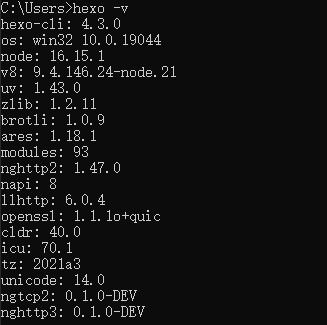 C:\Users>hexo -v
hexo-cli: 4.3.0
os: win32 10.0.19044
node: 16.15.1
v8: 9.4.146.24-node.21
uv: 1.43.0
zlib: 1.2.11
brotli: 1.0.9
ares: 1.18.1
modules: 93
nghttp2: 1.47.0
napi: 8
llhttp: 6.0.4
openssl: 1.1.1o+quic
cldr: 40.0
icu: 70.1
tz: 2021a3
unicode: 14.0
ngtcp2: 0.1.0-DEV
nghttp3: 0.1.0-DEV